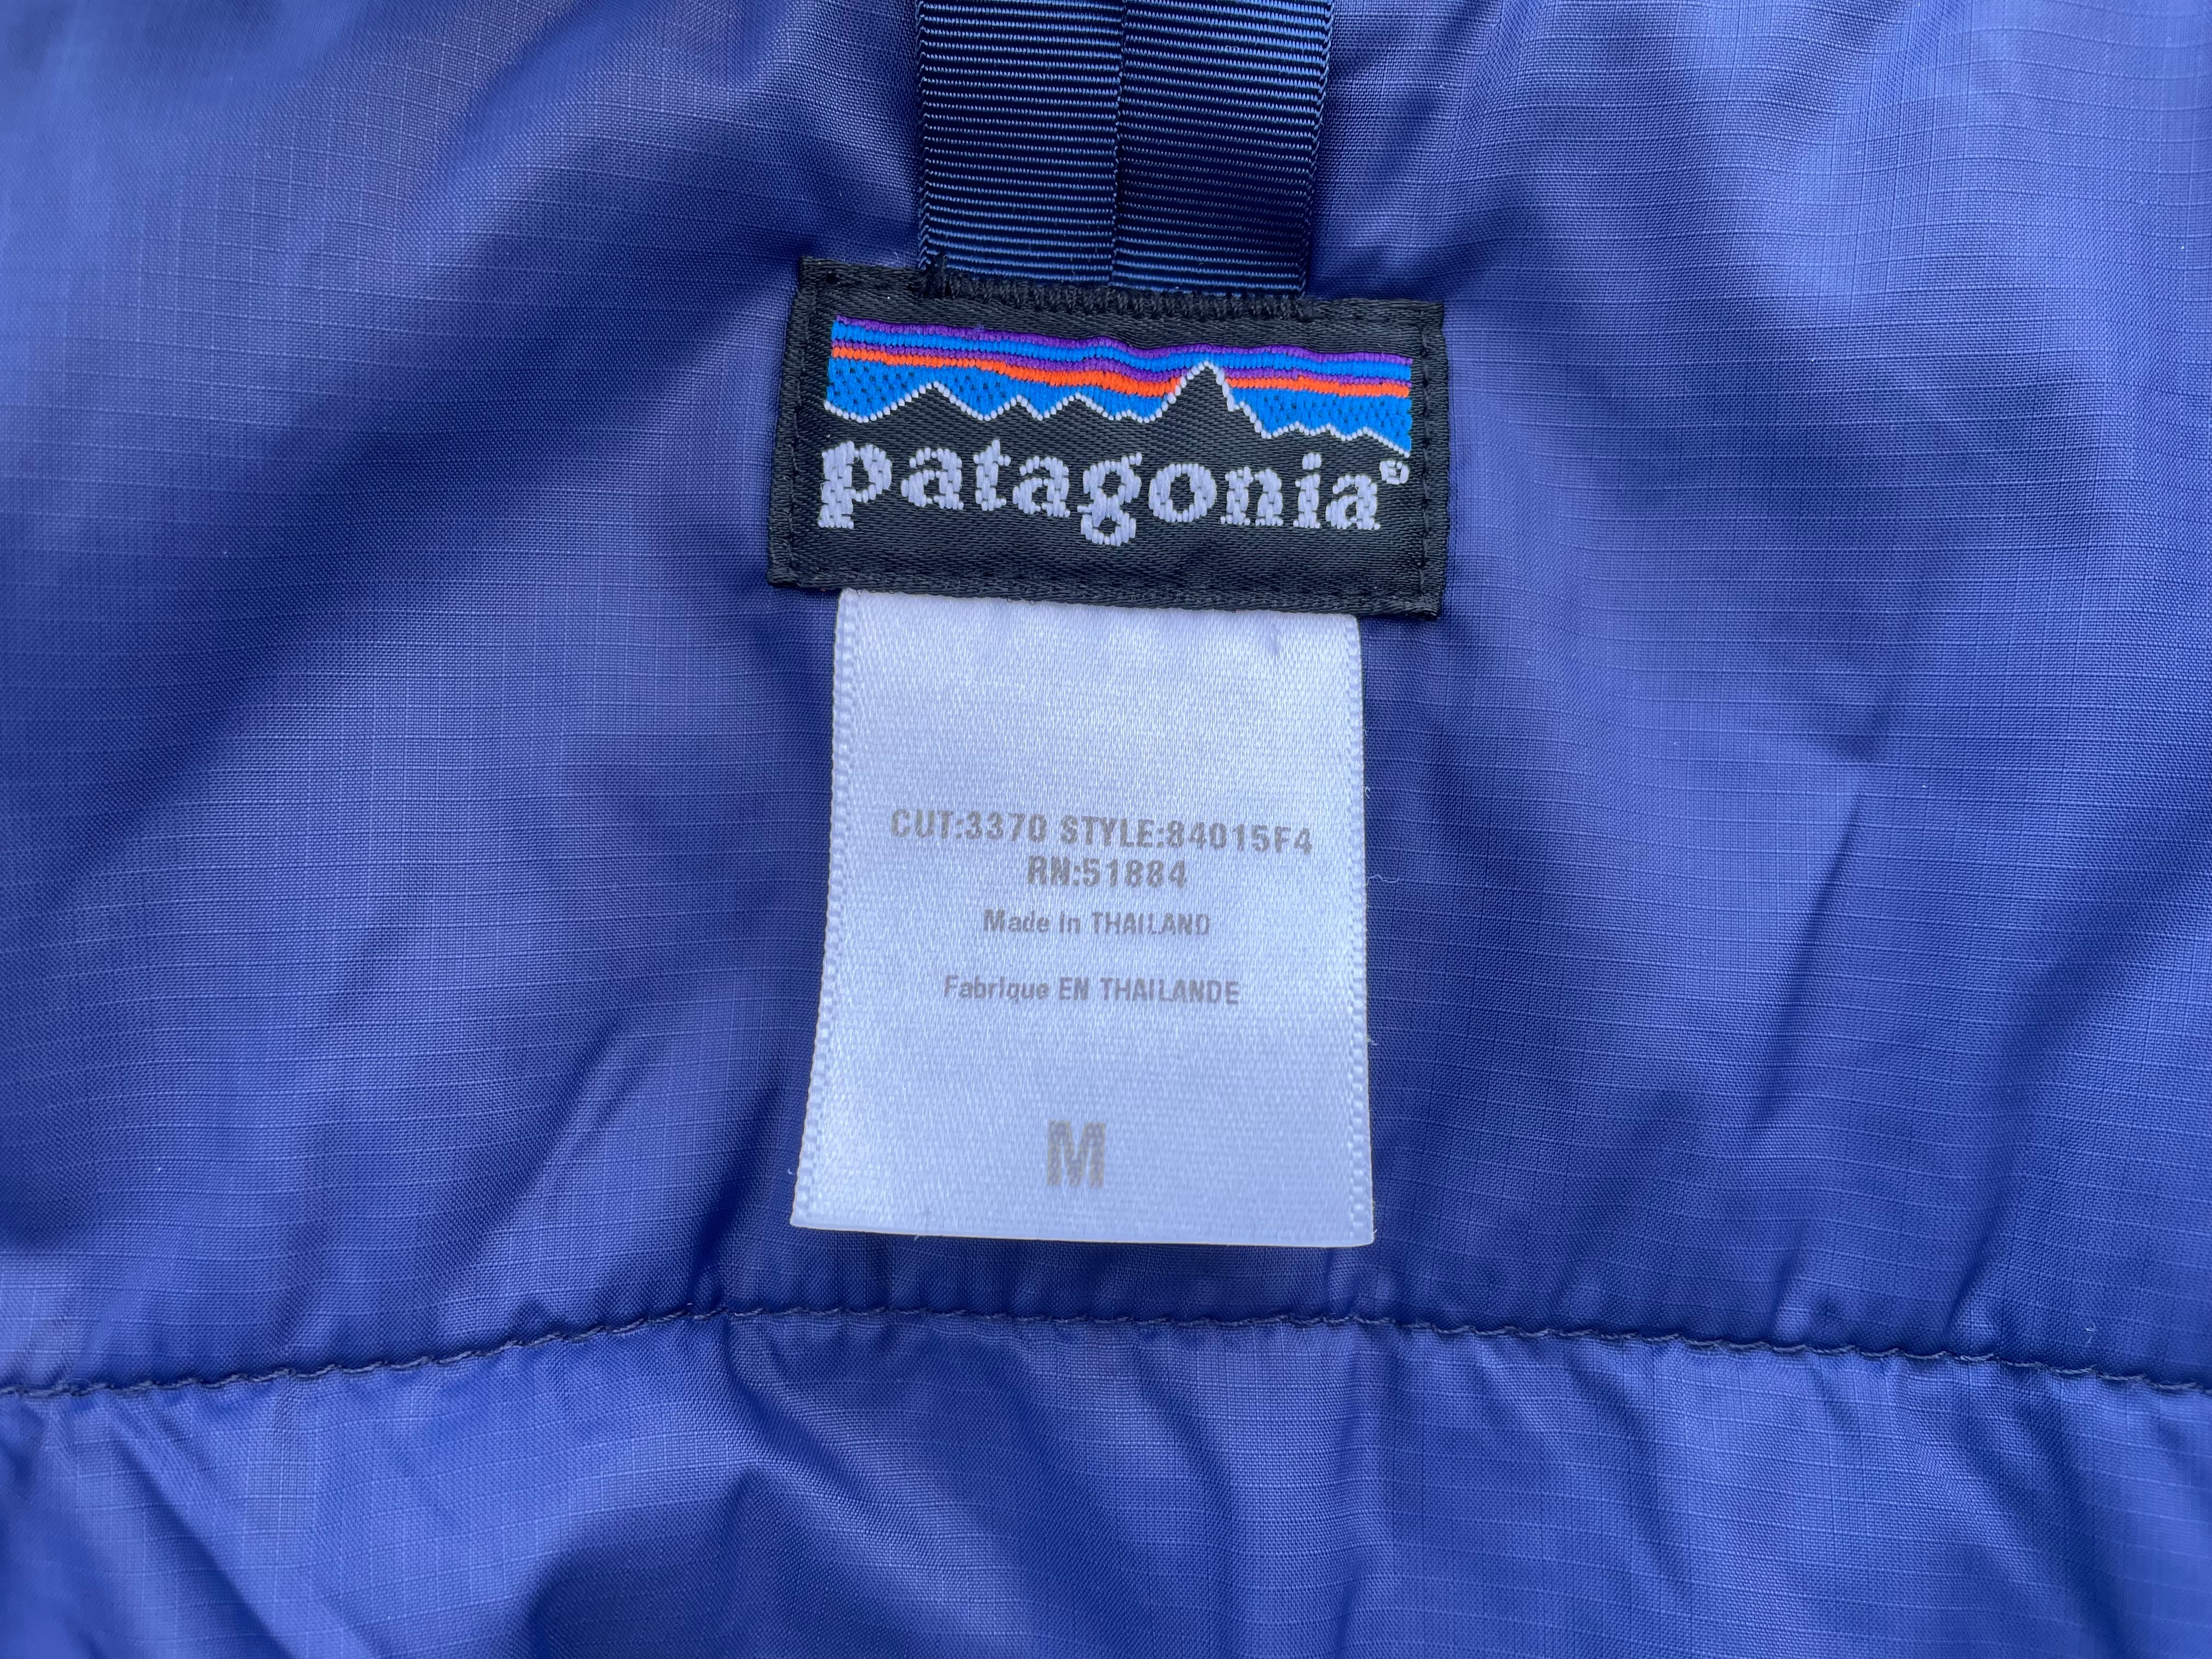 patagonia®
CUT:3370 STYLE:84015F4
RN:51884
Made in THAILAND
Fabrique EN THAILANDE
M